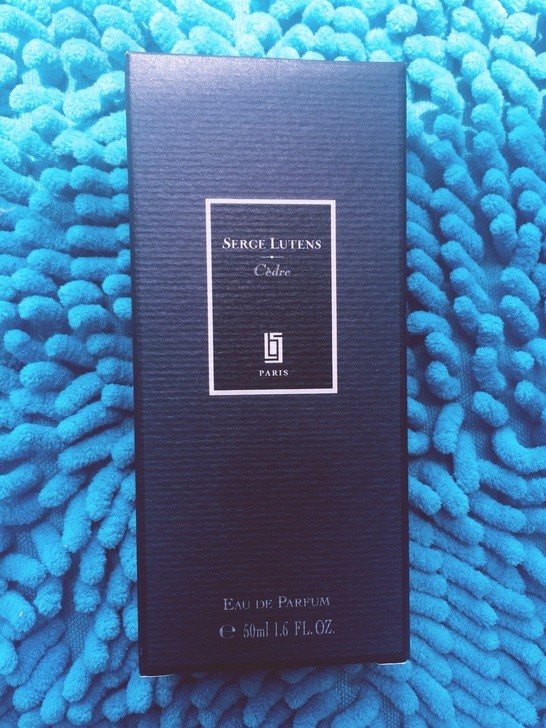 SERGE LUTENS
Cèdre
PARIS
EAU DE PARFUM
℮ 50ml 1.6 FL.OZ.